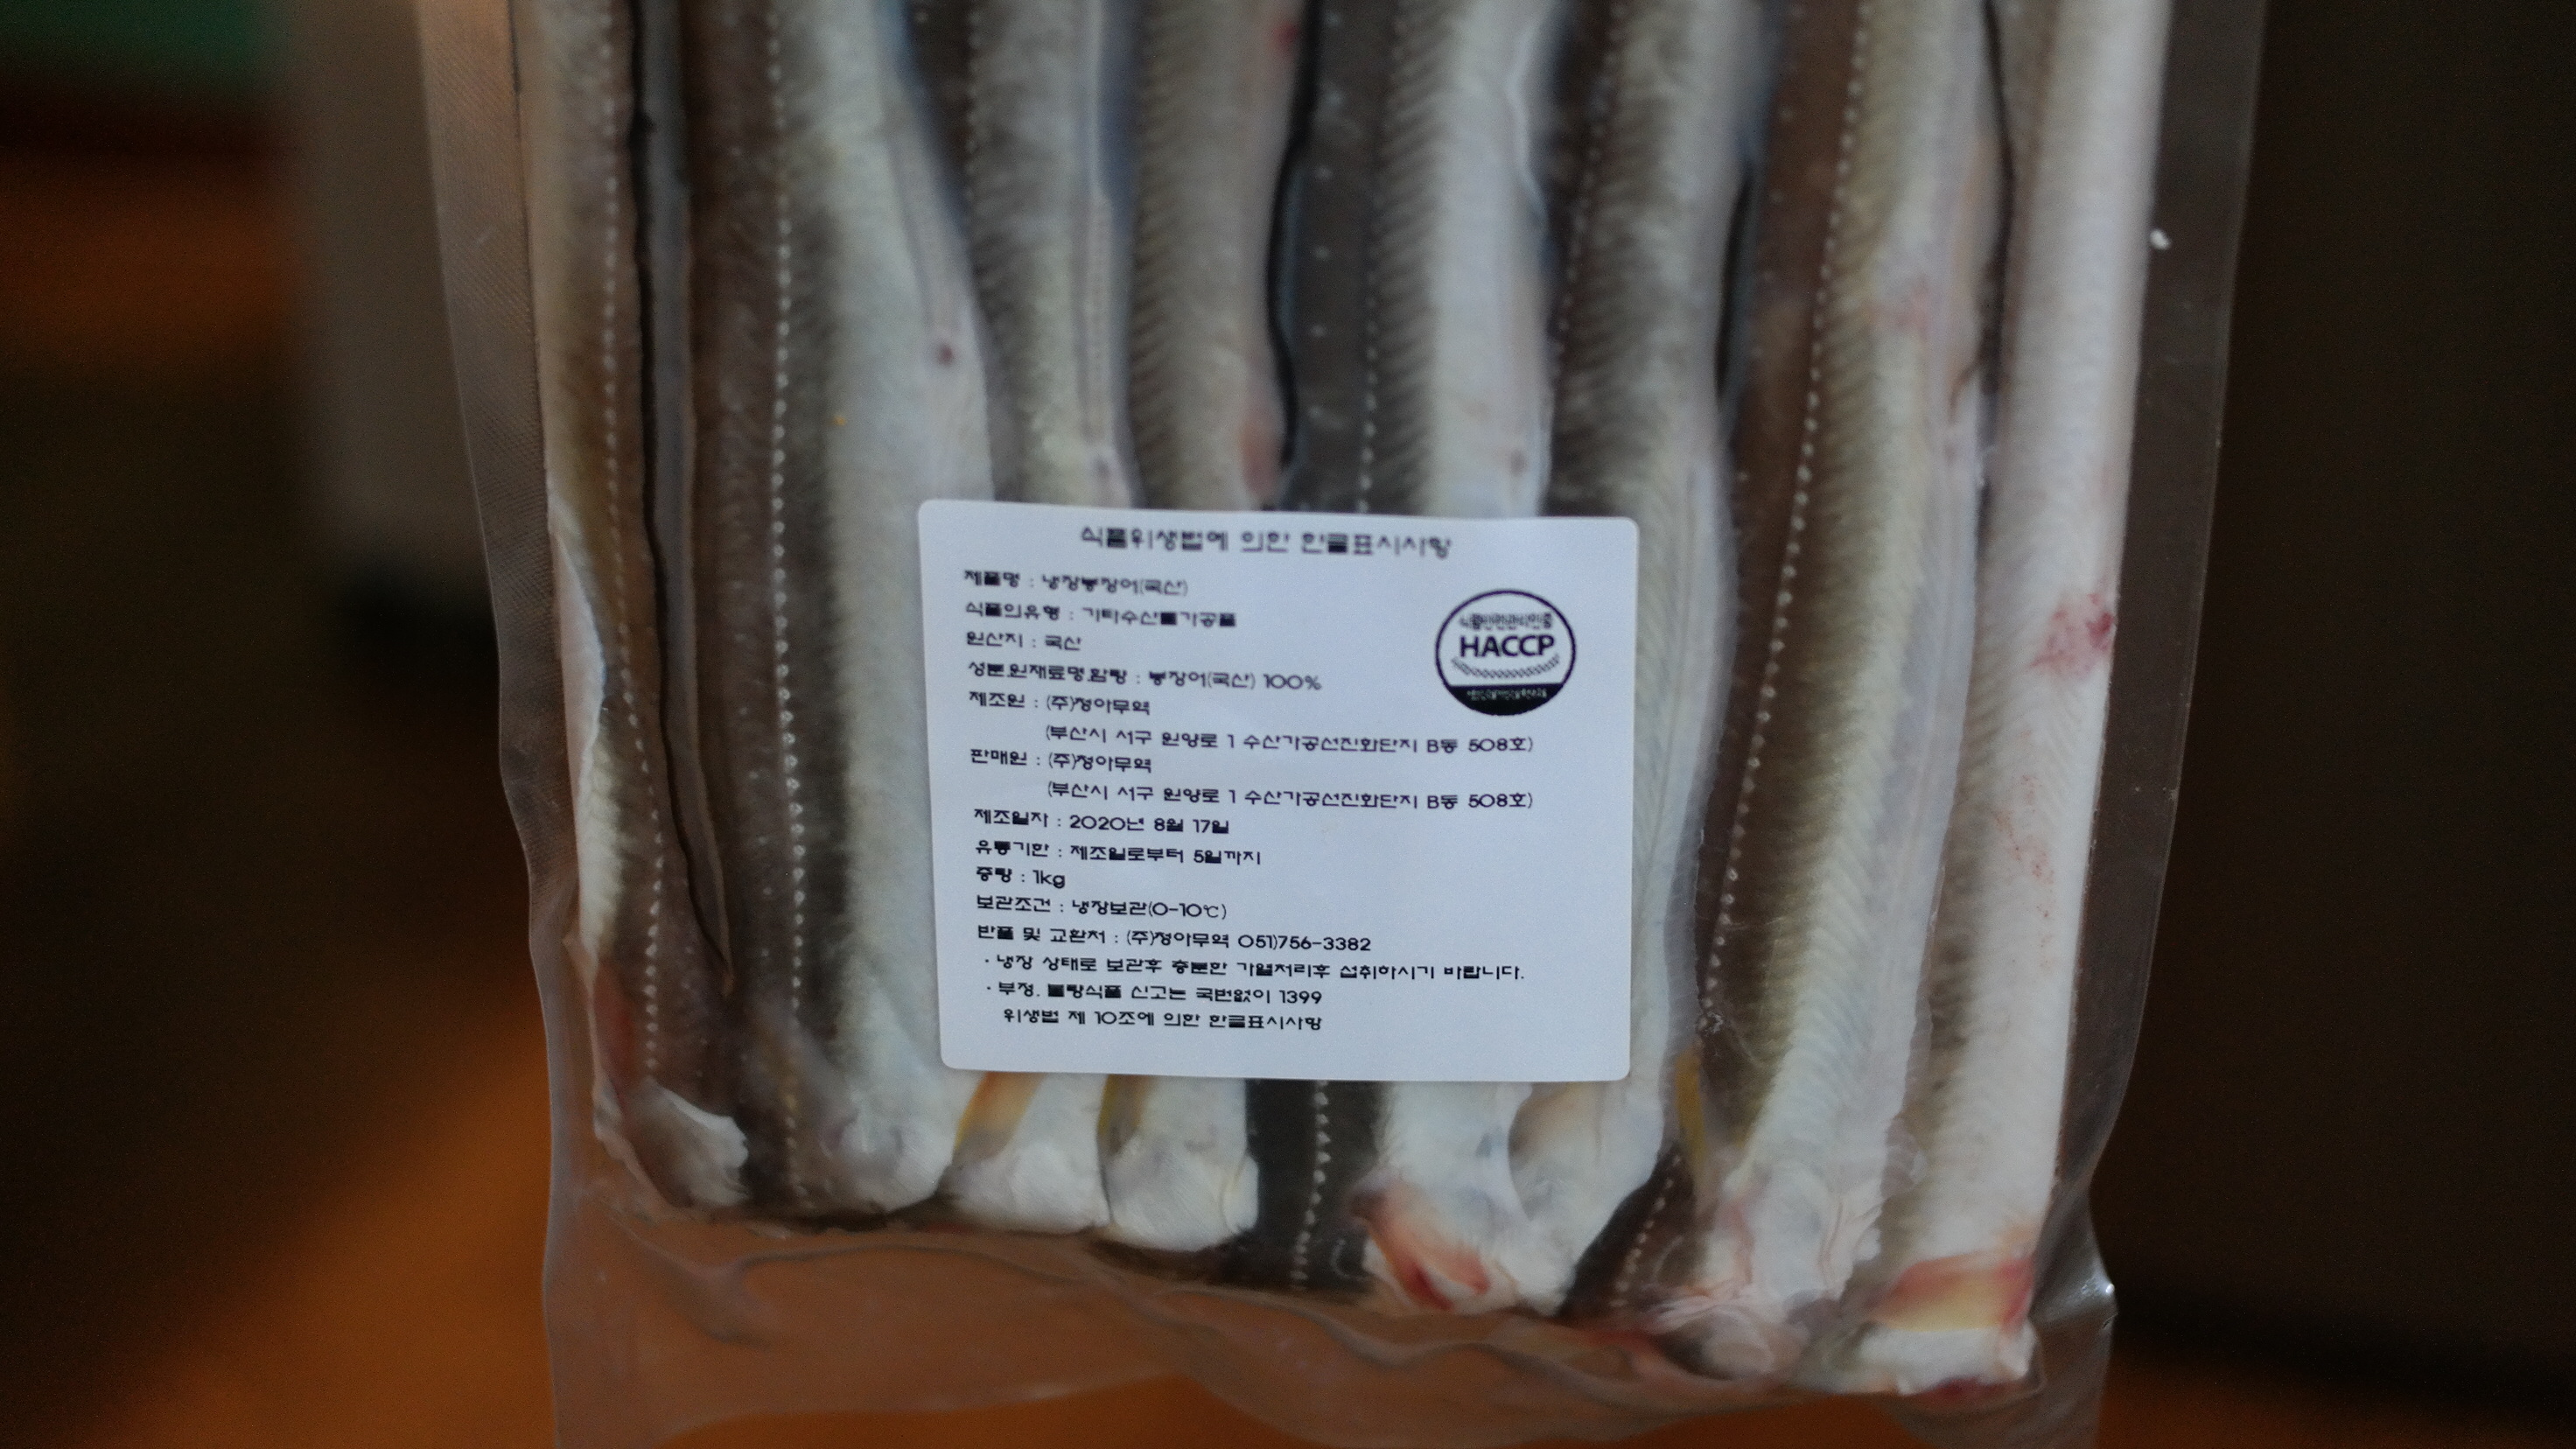 식품위생법에 의한 한글표시사항
제품명 : 냉장붕장어(국산)
식품의유형 : 기타수산물가공품
원산지 : 국산
성분,원재료명,함량 : 붕장어(국산) 100%
제조원 : (주)청아무역
(부산시 서구 원양로 1 수산가공선진화단지 B동 508호)
판매원 : (주)청아무역
(부산시 서구 원양로 1 수산가공선진화단지 B동 508호)
제조일자 : 2020년 8월 17일
유통기한 : 제조일로부터 5일까지
중량 : 1kg
보관조건 : 냉장보관(0-10℃)
반품 및 교환처 : (주)청아무역 051)756-3382
· 냉장 상태로 보관후 충분한 가열처리후 섭취하시기 바랍니다.
· 부정, 불량식품 신고는 국번없이 1399
위생법 제 10조에 의한 한글표시사항
식품안전관리인증
HACCP